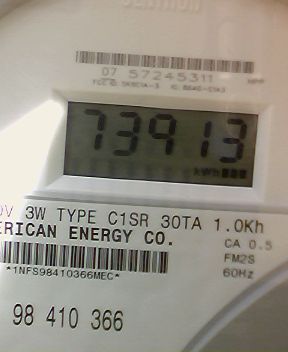 CENTRON
07 57245311
73913
kWh
0V 3W TYPE C1SR 30TA 1.0Kh
ERICAN ENERGY CO.
CA 0.5
FM2S
*1NFS98410366MEC*
60Hz
98 410 366